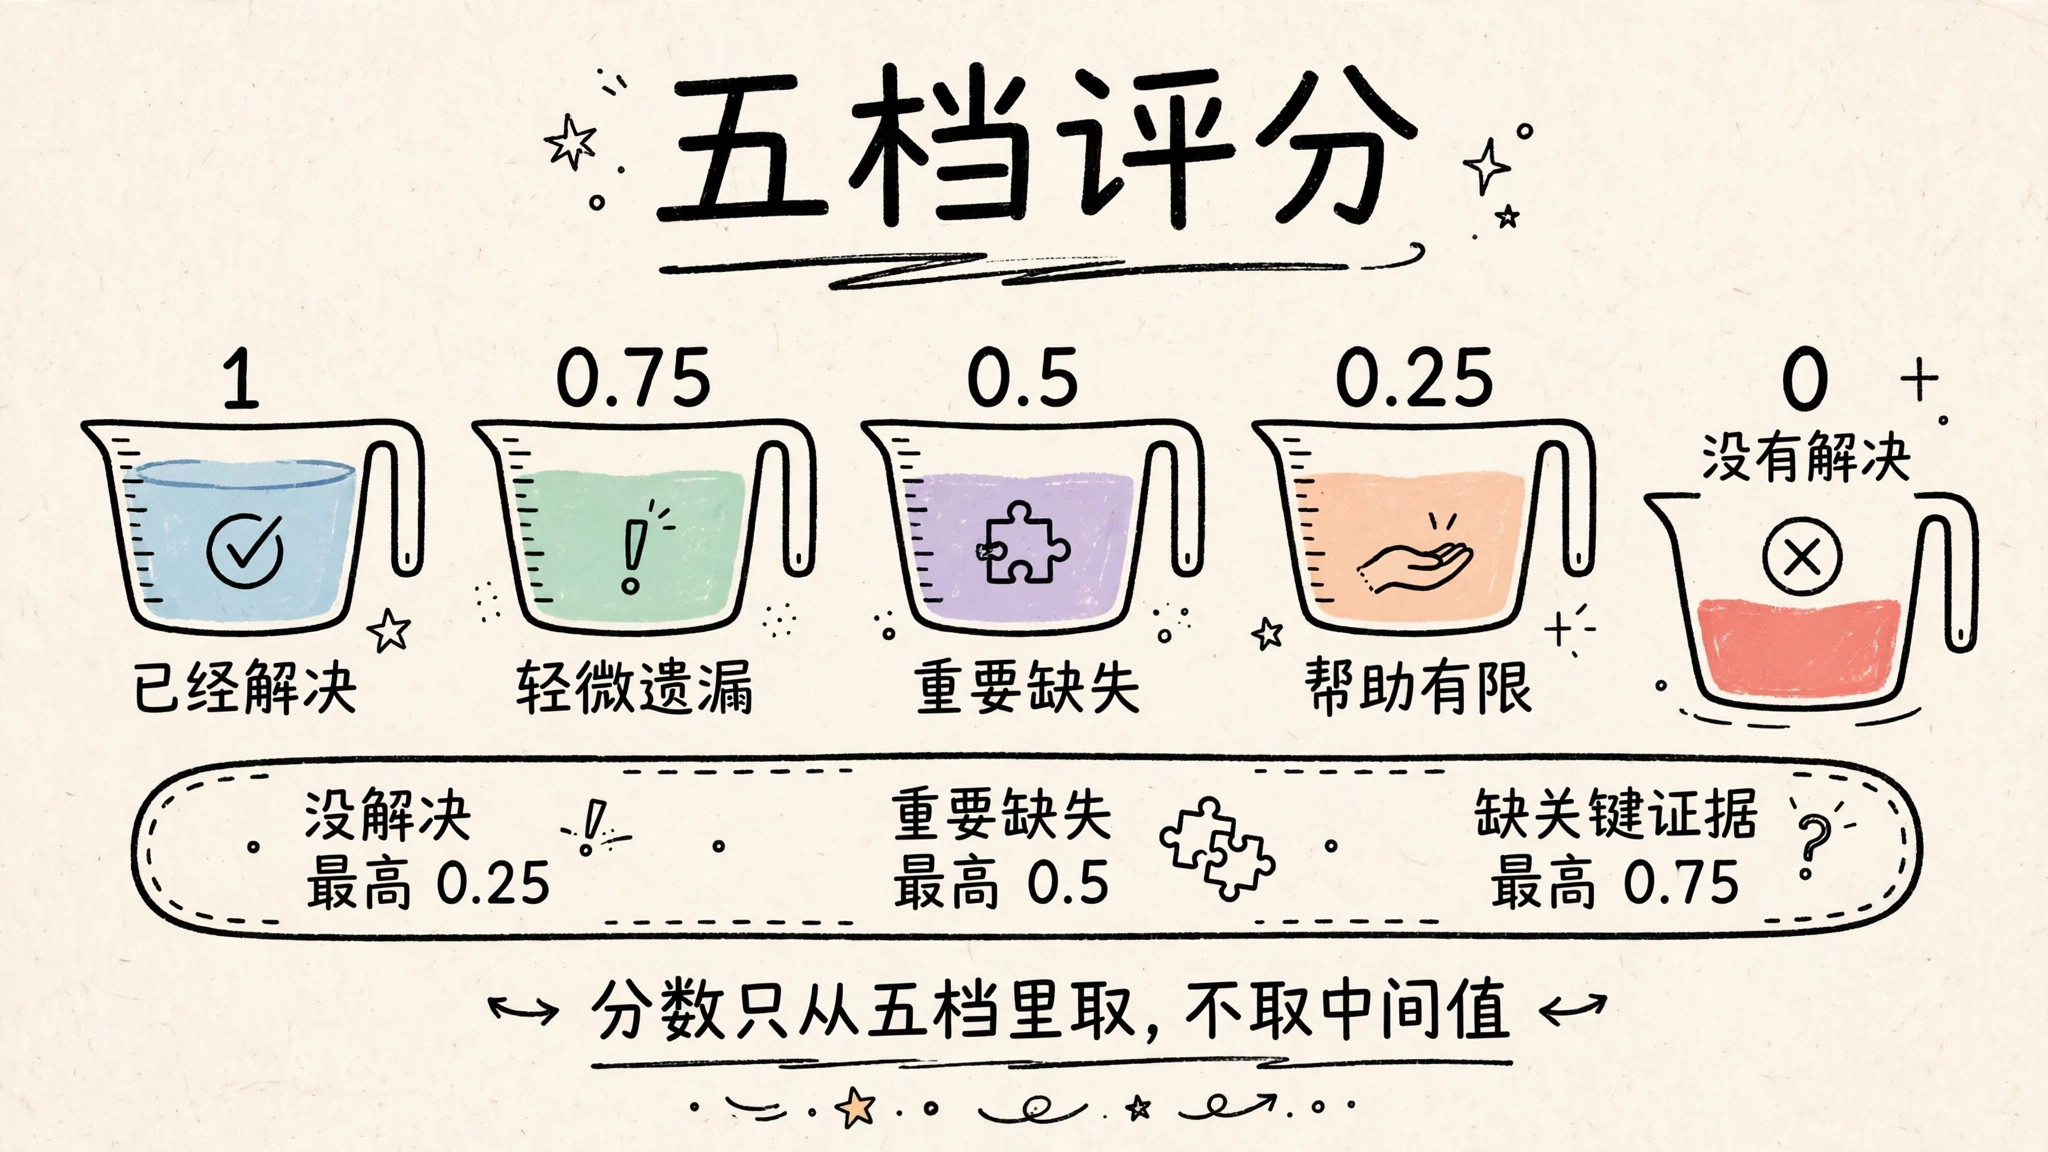 五档评分
1
0.75
0.5
0.25
0
已经解决
轻微遗漏
重要缺失
帮助有限
没有解决
没解决
最高 0.25
重要缺失
最高 0.5
缺关键证据
最高 0.75
分数只从五档里取,不取中间值